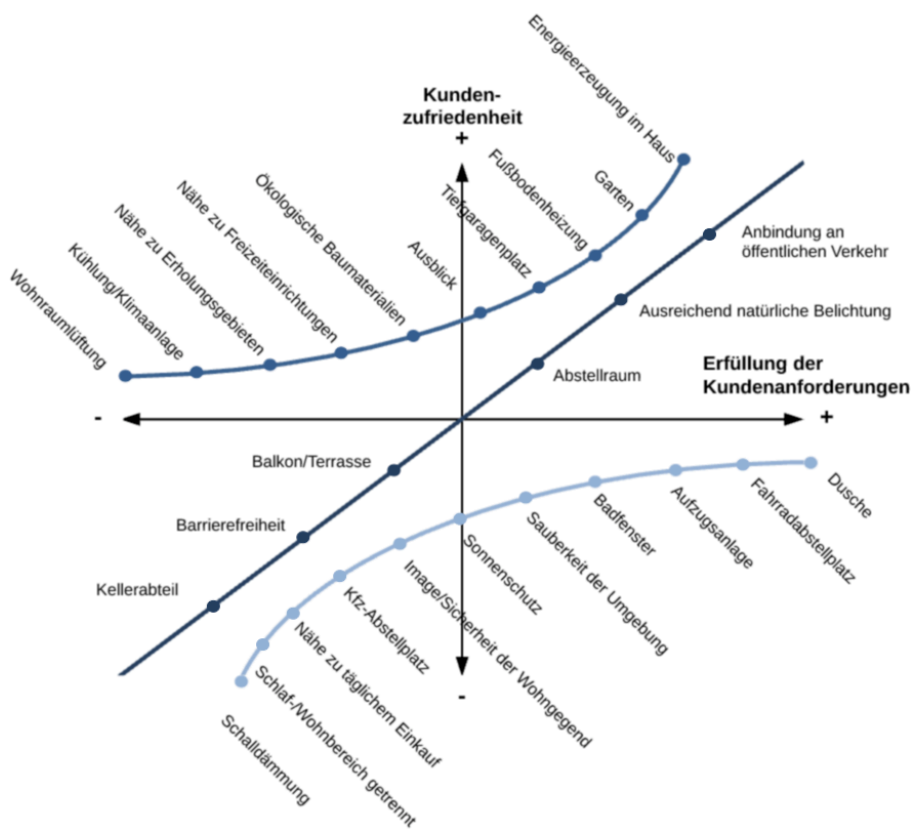 Energieerzeugung im Haus
Kunden-
zufriedenheit
+
Fußbodenheizung
Garten
Tiefgaragenplatz
Ökologische Baumaterialien
Nähe zu Freizeiteinrichtungen
Nähe zu Erholungsgebieten
Kühlung/Klimaanlage
Wohnraumlüftung
Ausblick
Anbindung an
öffentlichen Verkehr
Ausreichend natürliche Belichtung
Abstellraum
Erfüllung der
Kundenanforderungen
-
+
Balkon/Terrasse
Barrierefreiheit
Kellerabteil
Dusche
Fahrradabstellplatz
Aufzugsanlage
Badfenster
Sauberkeit der Umgebung
Sonnenschutz
Image/Sicherheit der Wohngegend
Kfz-Abstellplatz
Nähe zu täglichem Einkauf
Schlaf-/Wohnbereich getrennt
Schalldämmung
-